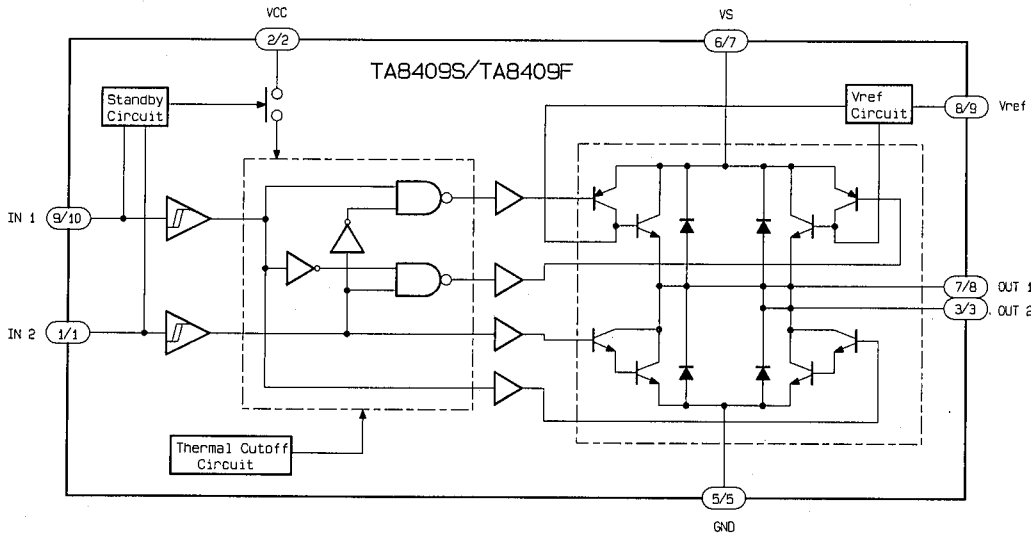 VCC
2/2
VS
6/7
TA8409S/TA8409F
Standby
Circuit
Vref
Circuit
8/9 Vref
IN 1 9/10
7/8 OUT 1
3/3 OUT 2
IN 2 1/1
Thermal Cutoff
Circuit
5/5
GND